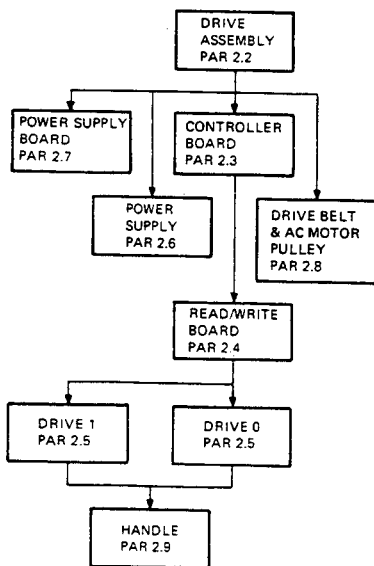 DRIVE
ASSEMBLY
PAR 2.2
POWER SUPPLY
BOARD
PAR 2.7
CONTROLLER
BOARD
PAR 2.3
POWER
SUPPLY
PAR 2.6
DRIVE BELT
& AC MOTOR
PULLEY
PAR 2.8
READ/WRITE
BOARD
PAR 2.4
DRIVE 1
PAR 2.5
DRIVE 0
PAR 2.5
HANDLE
PAR 2.9